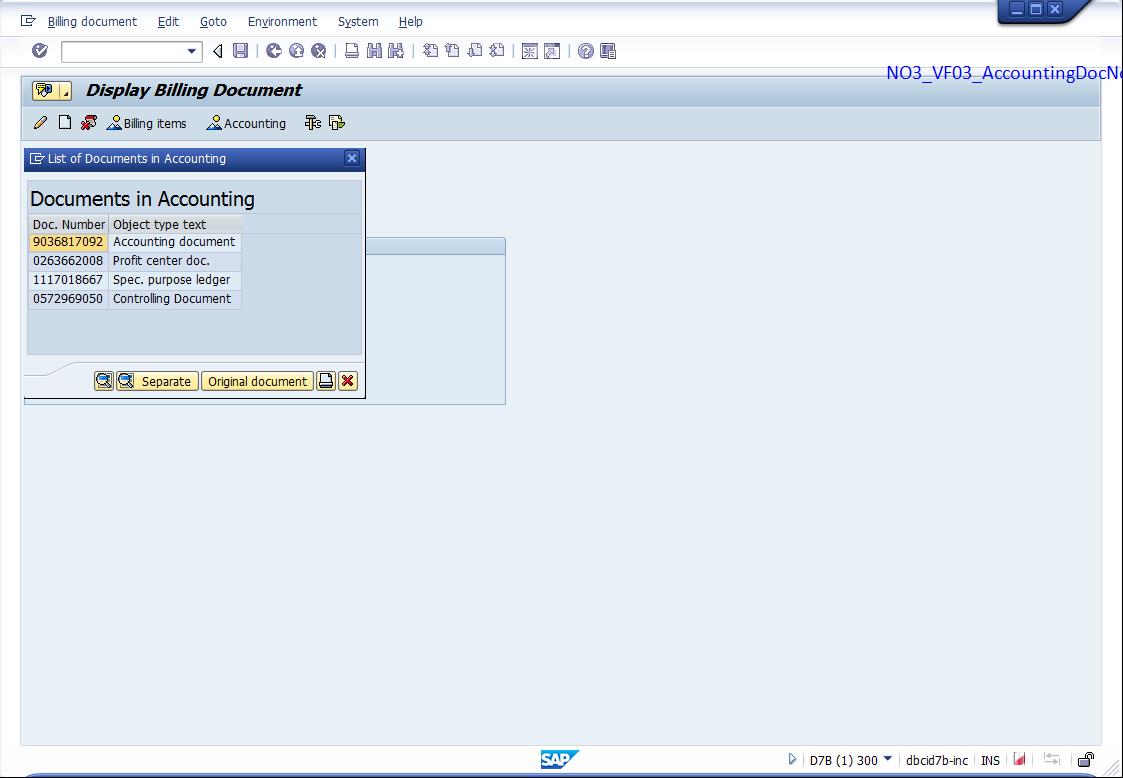 Billing document Edit Goto Environment System Help
NO3_VF03_AccountingDocN
Display Billing Document
Billing items Accounting
List of Documents in Accounting
Documents in Accounting
Doc. Number Object type text
9036817092 Accounting document
0263662008 Profit center doc.
1117018667 Spec. purpose ledger
0572969050 Controlling Document
Separate Original document
SAP D7B (1) 300 dbcid7b-inc INS